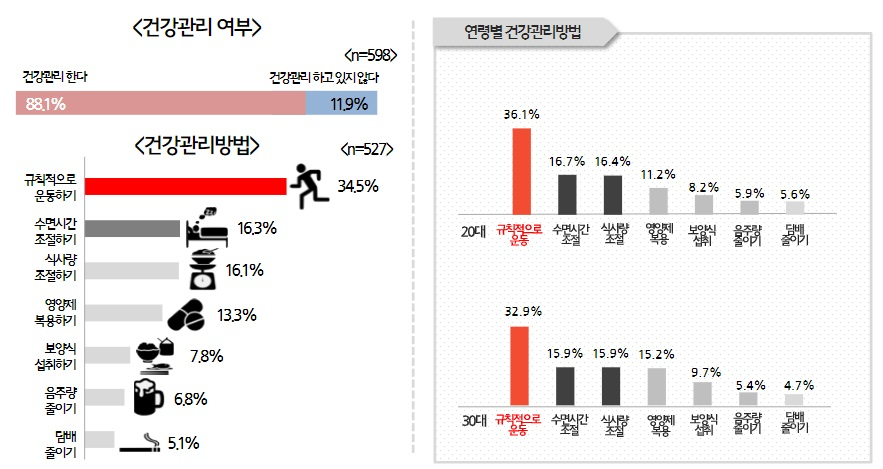 <건강관리 여부>
<n=598>
건강관리 한다
건강관리 하고 있지 않다
88.1%
11.9%
<건강관리방법>
<n=527>
규칙적으로
운동하기
34.5%
수면시간
조절하기
16.3%
식사량
조절하기
16.1%
영양제
복용하기
13.3%
보양식
섭취하기
7.8%
음주량
줄이기
6.8%
담배
줄이기
5.1%
연령별 건강관리방법
36.1%
16.7%
16.4%
11.2%
8.2%
5.9%
5.6%
20대
규칙적으로
운동
수면시간
조절
식사량
조절
영양제
복용
보양식
섭취
음주량
줄이기
담배
줄이기
32.9%
15.9%
15.9%
15.2%
9.7%
5.4%
4.7%
30대
규칙적으로
운동
수면시간
조절
식사량
조절
영양제
복용
보양식
섭취
음주량
줄이기
담배
줄이기